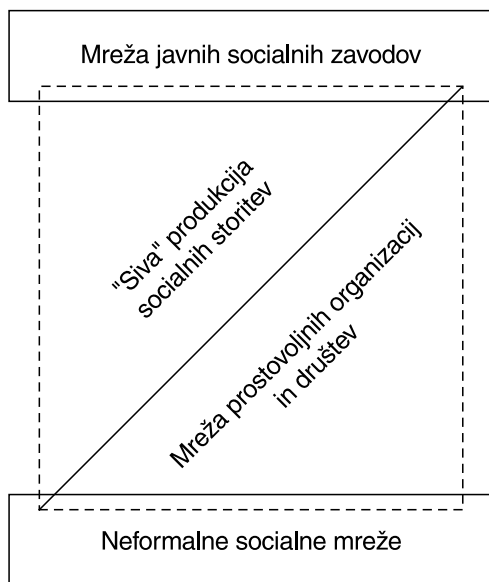 Mreža javnih socialnih zavodov
"Siva" produkcija
socialnih storitev
Mreža prostovoljnih organizacij
in društev
Neformalne socialne mreže